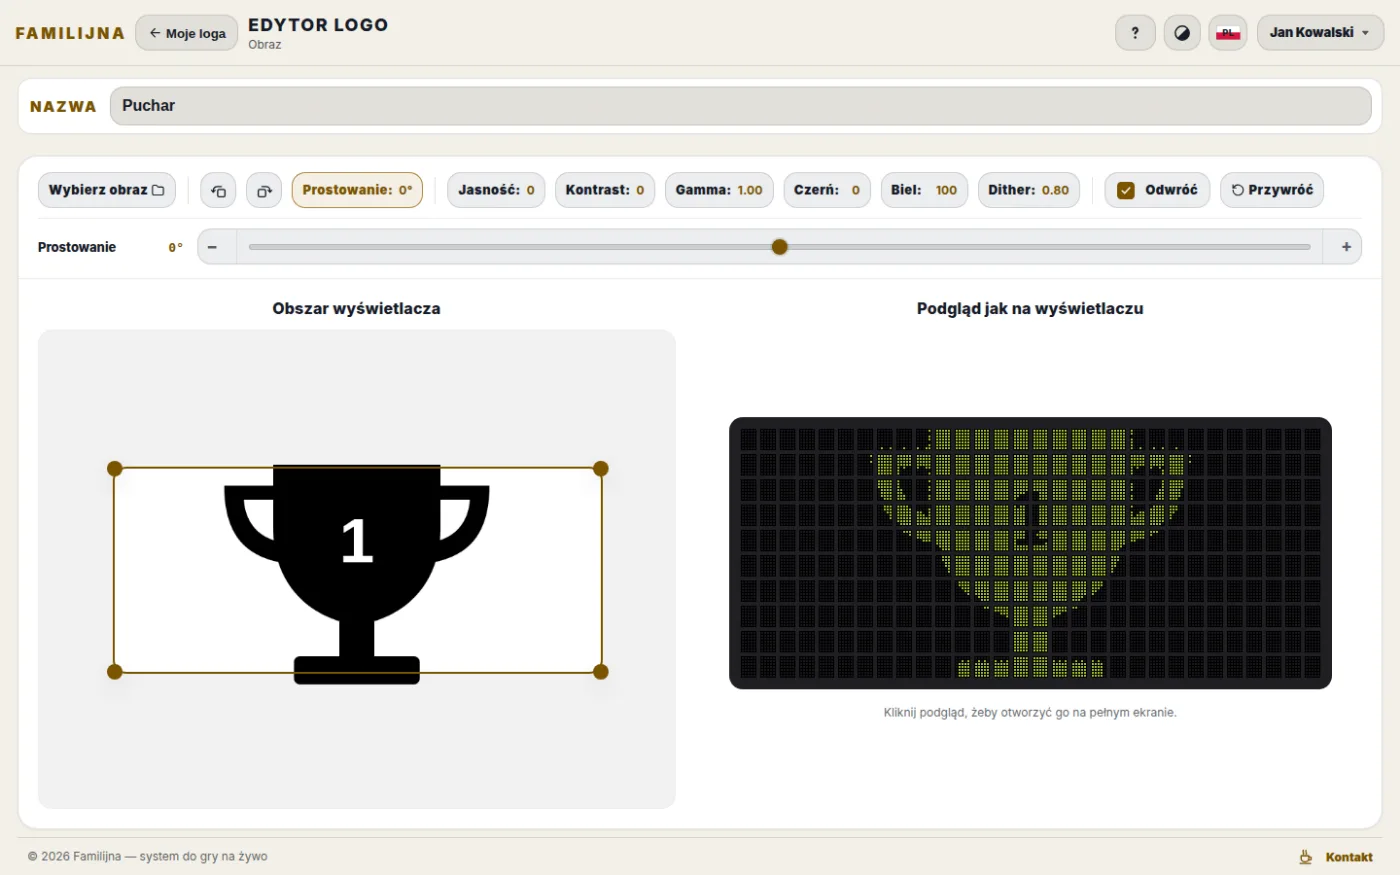 FAMILIJNA
← Moje loga
EDYTOR LOGO
Obraz
?
PL
Jan Kowalski
NAZWA
Puchar
Wybierz obraz
Prostowanie: 0°
Jasność: 0
Kontrast: 0
Gamma: 1.00
Czerń: 0
Biel: 100
Dither: 0.80
Odwróć
Przywróć
Prostowanie 0°
−
+
Obszar wyświetlacza
Podgląd jak na wyświetlaczu
1
1
Kliknij podgląd, żeby otworzyć go na pełnym ekranie.
© 2026 Familijna — system do gry na żywo
Kontakt